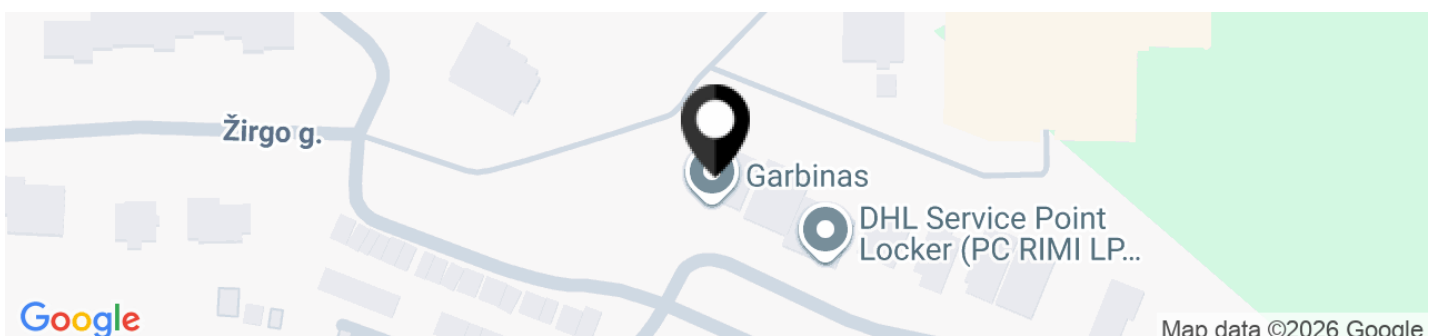 Žirgo g.
Garbinas
DHL Service Point
Locker (PC RIMI LP...
Google
Map data ©2026 Google